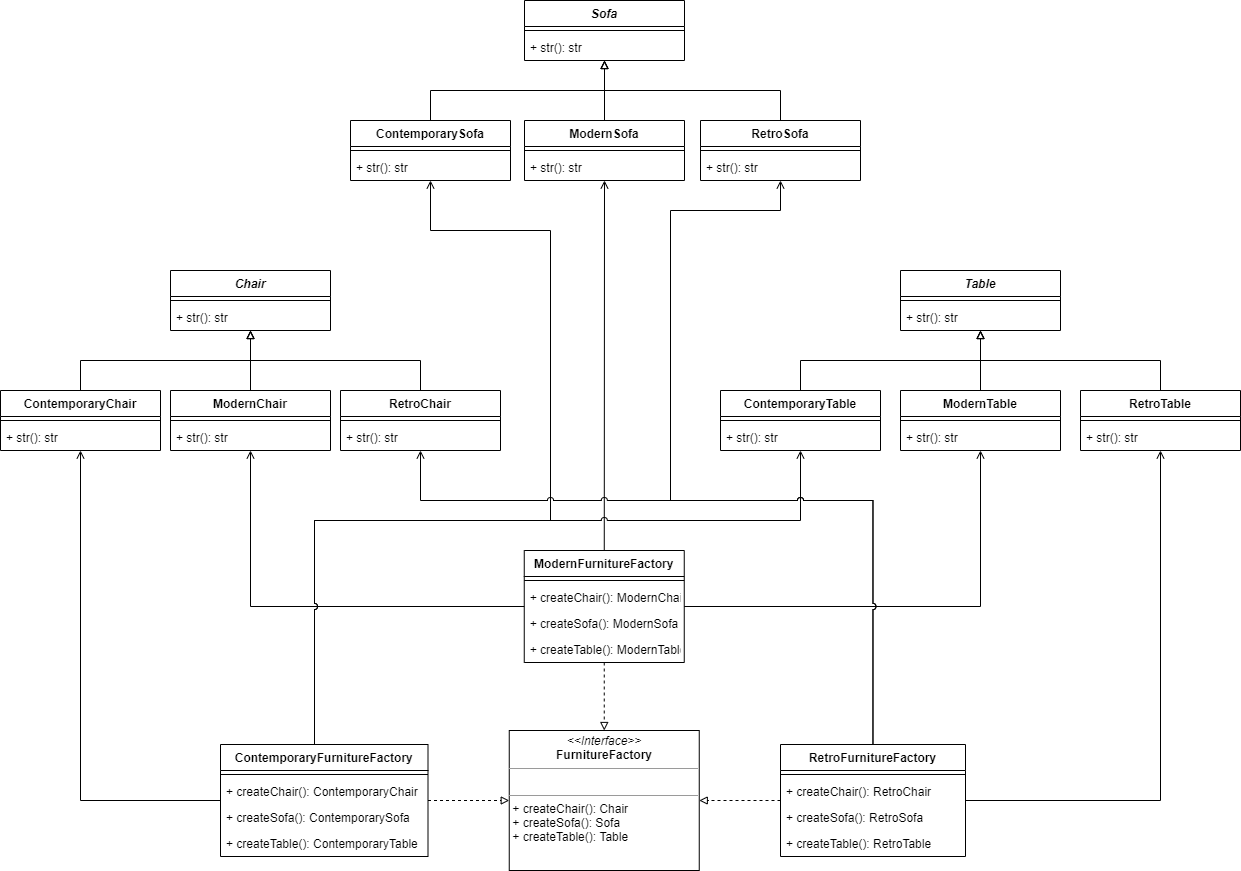 Sofa
+ str(): str
ContemporarySofa
+ str(): str
ModernSofa
+ str(): str
RetroSofa
+ str(): str
Chair
+ str(): str
Table
+ str(): str
ContemporaryChair
+ str(): str
ModernChair
+ str(): str
RetroChair
+ str(): str
ContemporaryTable
+ str(): str
ModernTable
+ str(): str
RetroTable
+ str(): str
ModernFurnitureFactory
+ createChair(): ModernChai
+ createSofa(): ModernSofa
+ createTable(): ModernTabl
ContemporaryFurnitureFactory
+ createChair(): ContemporaryChair
+ createSofa(): ContemporarySofa
+ createTable(): ContemporaryTable
<<Interface>>
FurnitureFactory
+ createChair(): Chair
+ createSofa(): Sofa
+ createTable(): Table
RetroFurnitureFactory
+ createChair(): RetroChair
+ createSofa(): RetroSofa
+ createTable(): RetroTable